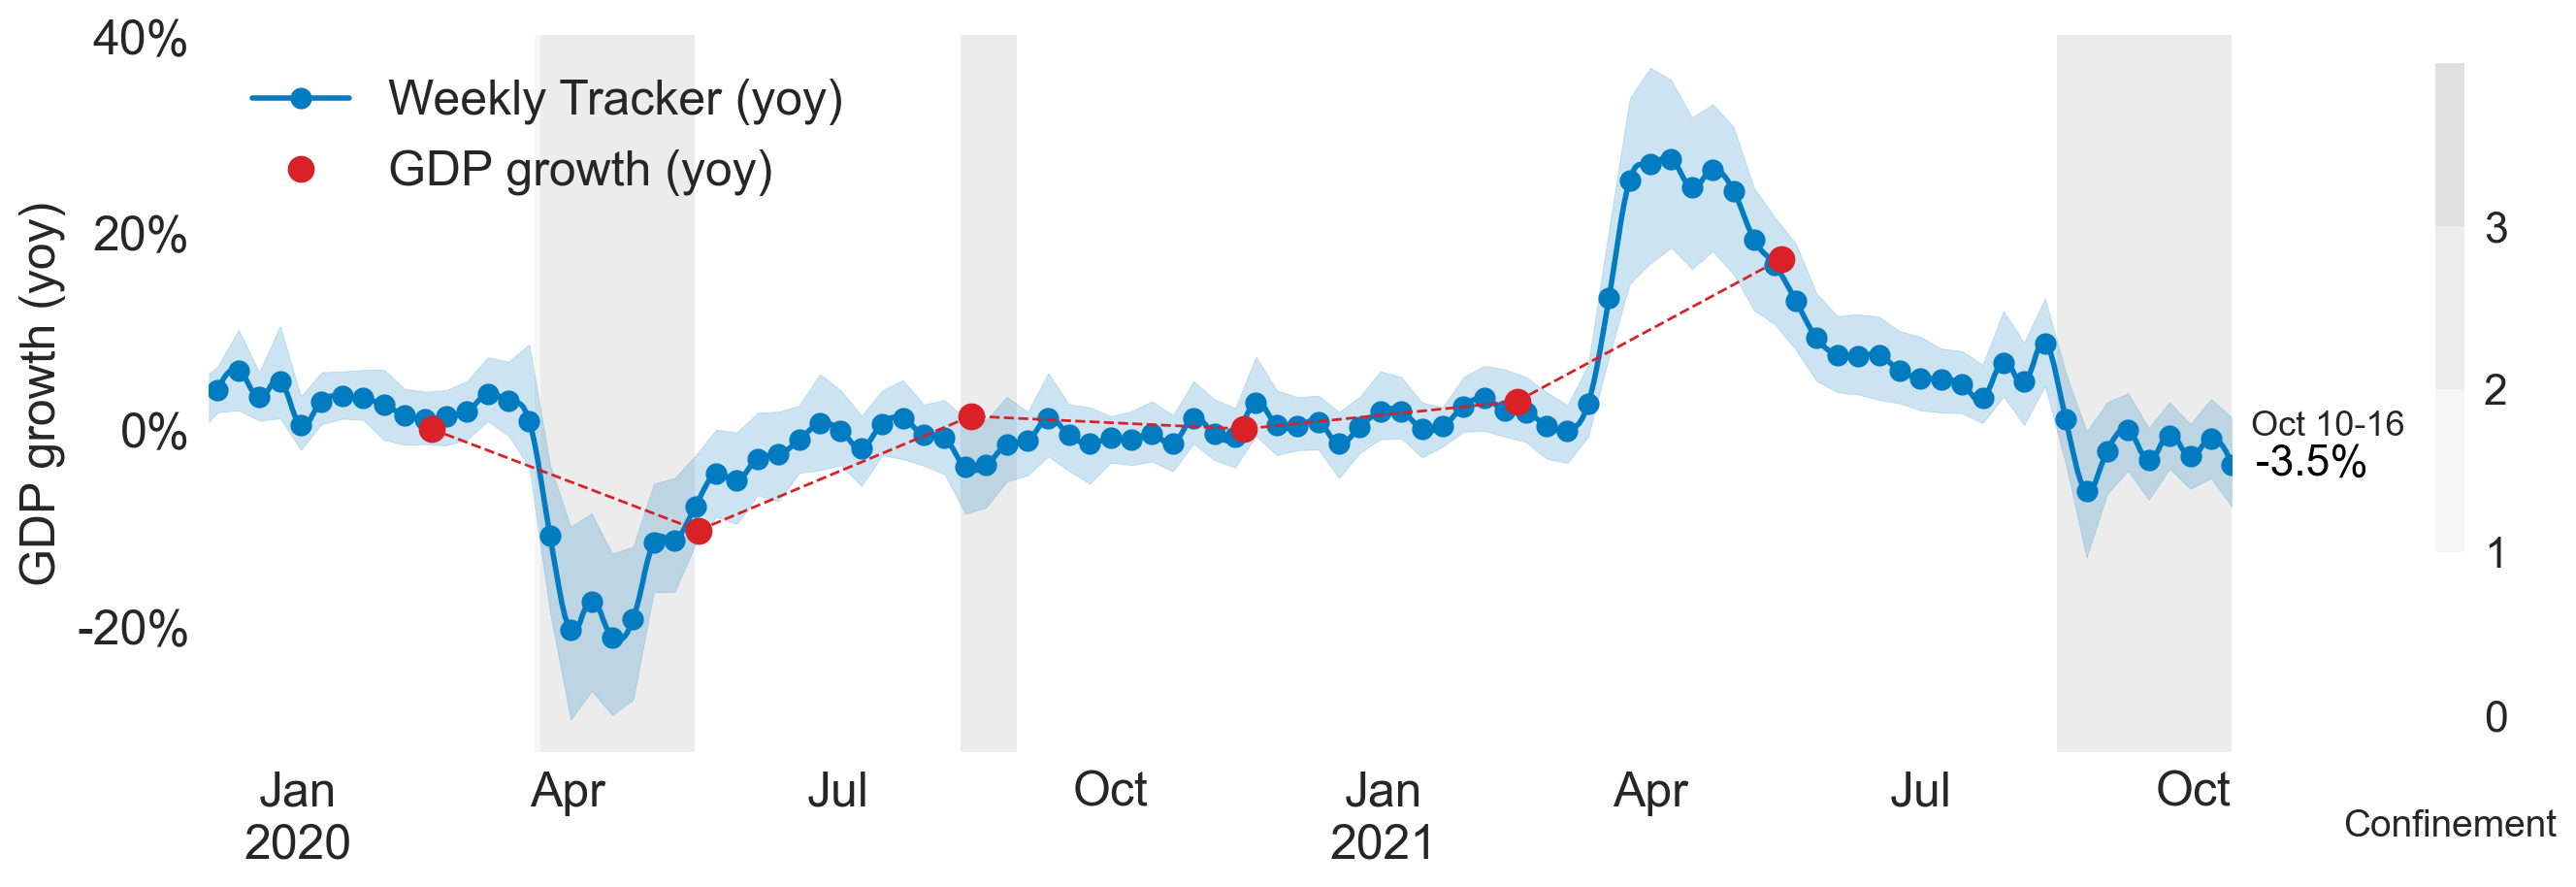 GDP growth (yoy)
40%
20%
0%
-20%
Weekly Tracker (yoy)
GDP growth (yoy)
Jan
2020
Apr
Jul
Oct
Jan
2021
Apr
Jul
Oct
Oct 10-16
-3.5%
3
2
1
0
Confinement